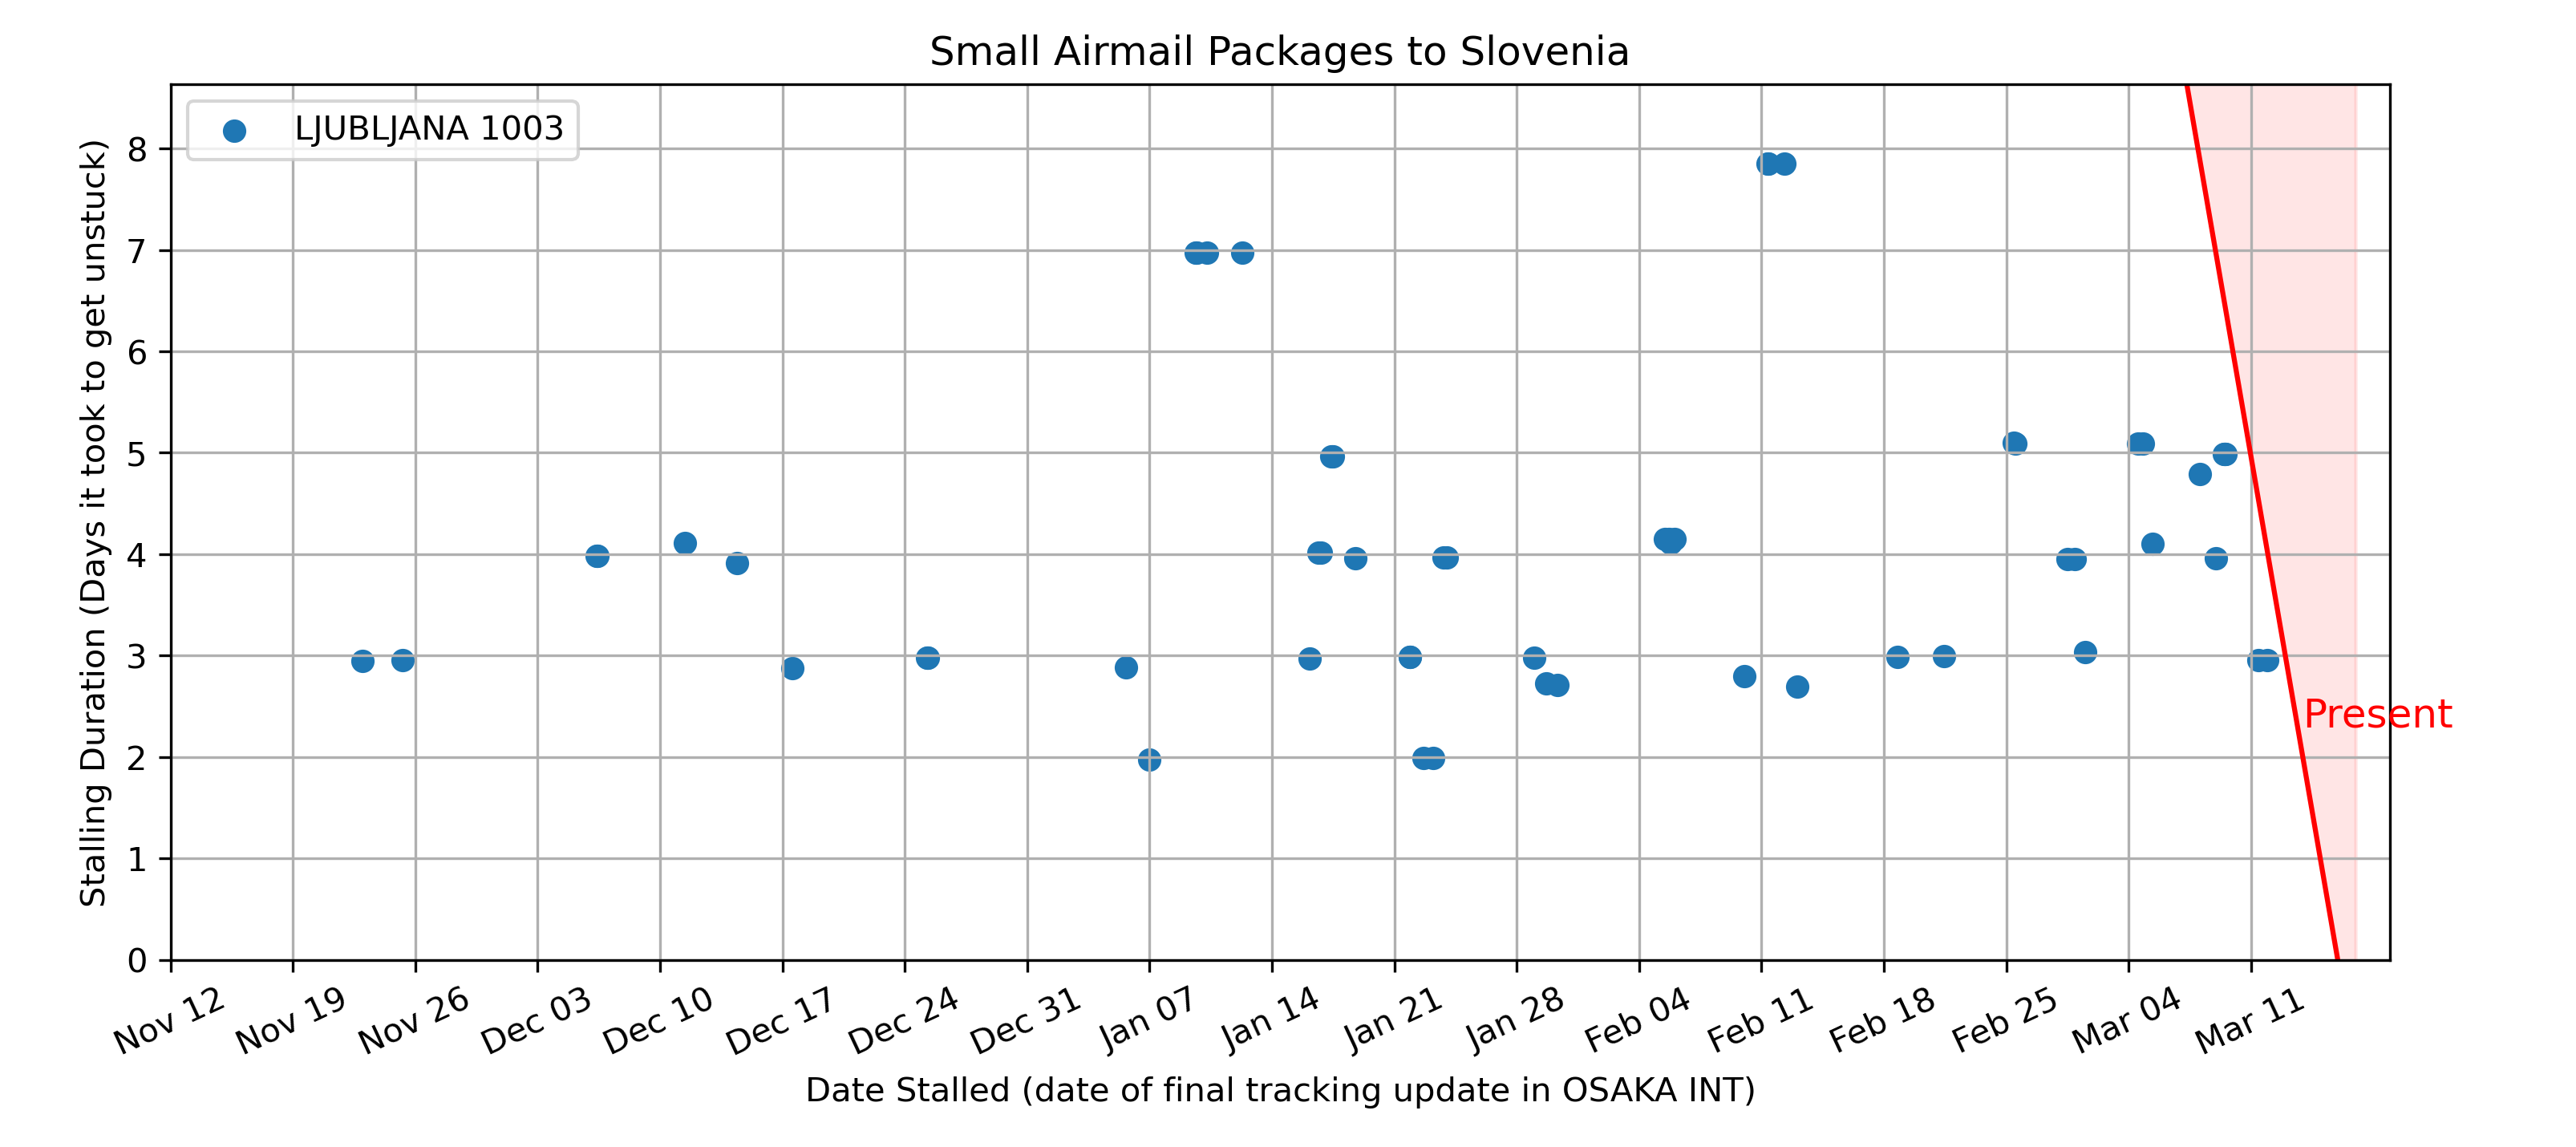 Small Airmail Packages to Slovenia
LJUBLJANA 1003
Stalling Duration (Days it took to get unstuck)
8
7
6
5
4
3
2
1
0
Present
Nov 12
Nov 19
Nov 26
Dec 03
Dec 10
Dec 17
Dec 24
Dec 31
Jan 07
Jan 14
Jan 21
Jan 28
Feb 04
Feb 11
Feb 18
Feb 25
Mar 04
Mar 11
Date Stalled (date of final tracking update in OSAKA INT)